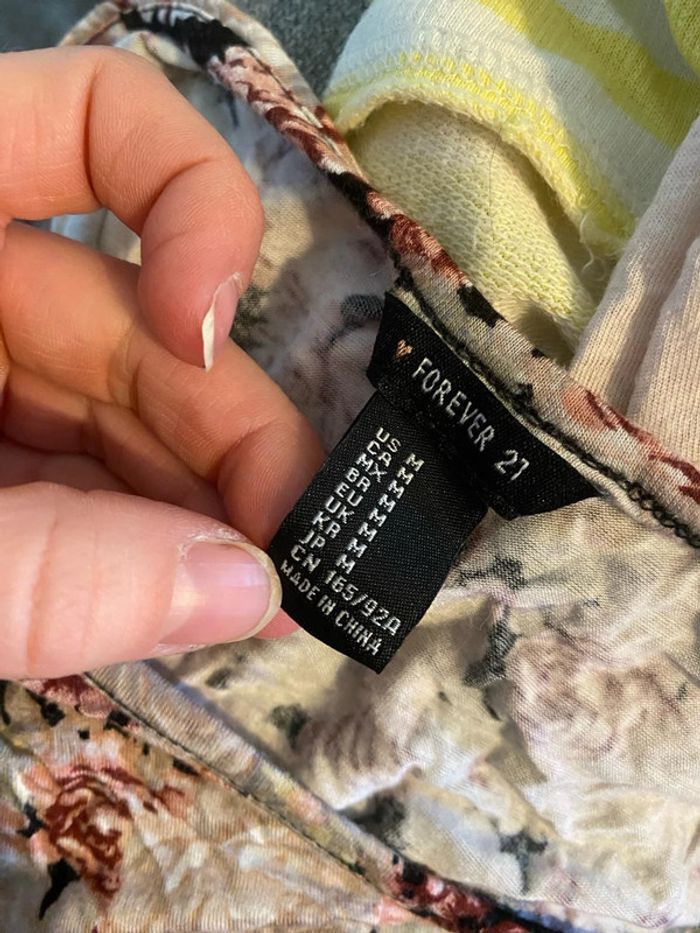 FOREVER 21
US M
CA M
MX M
BR M
EU M
UK M
KR M
JP M
CN 165/92A
MADE IN CHINA